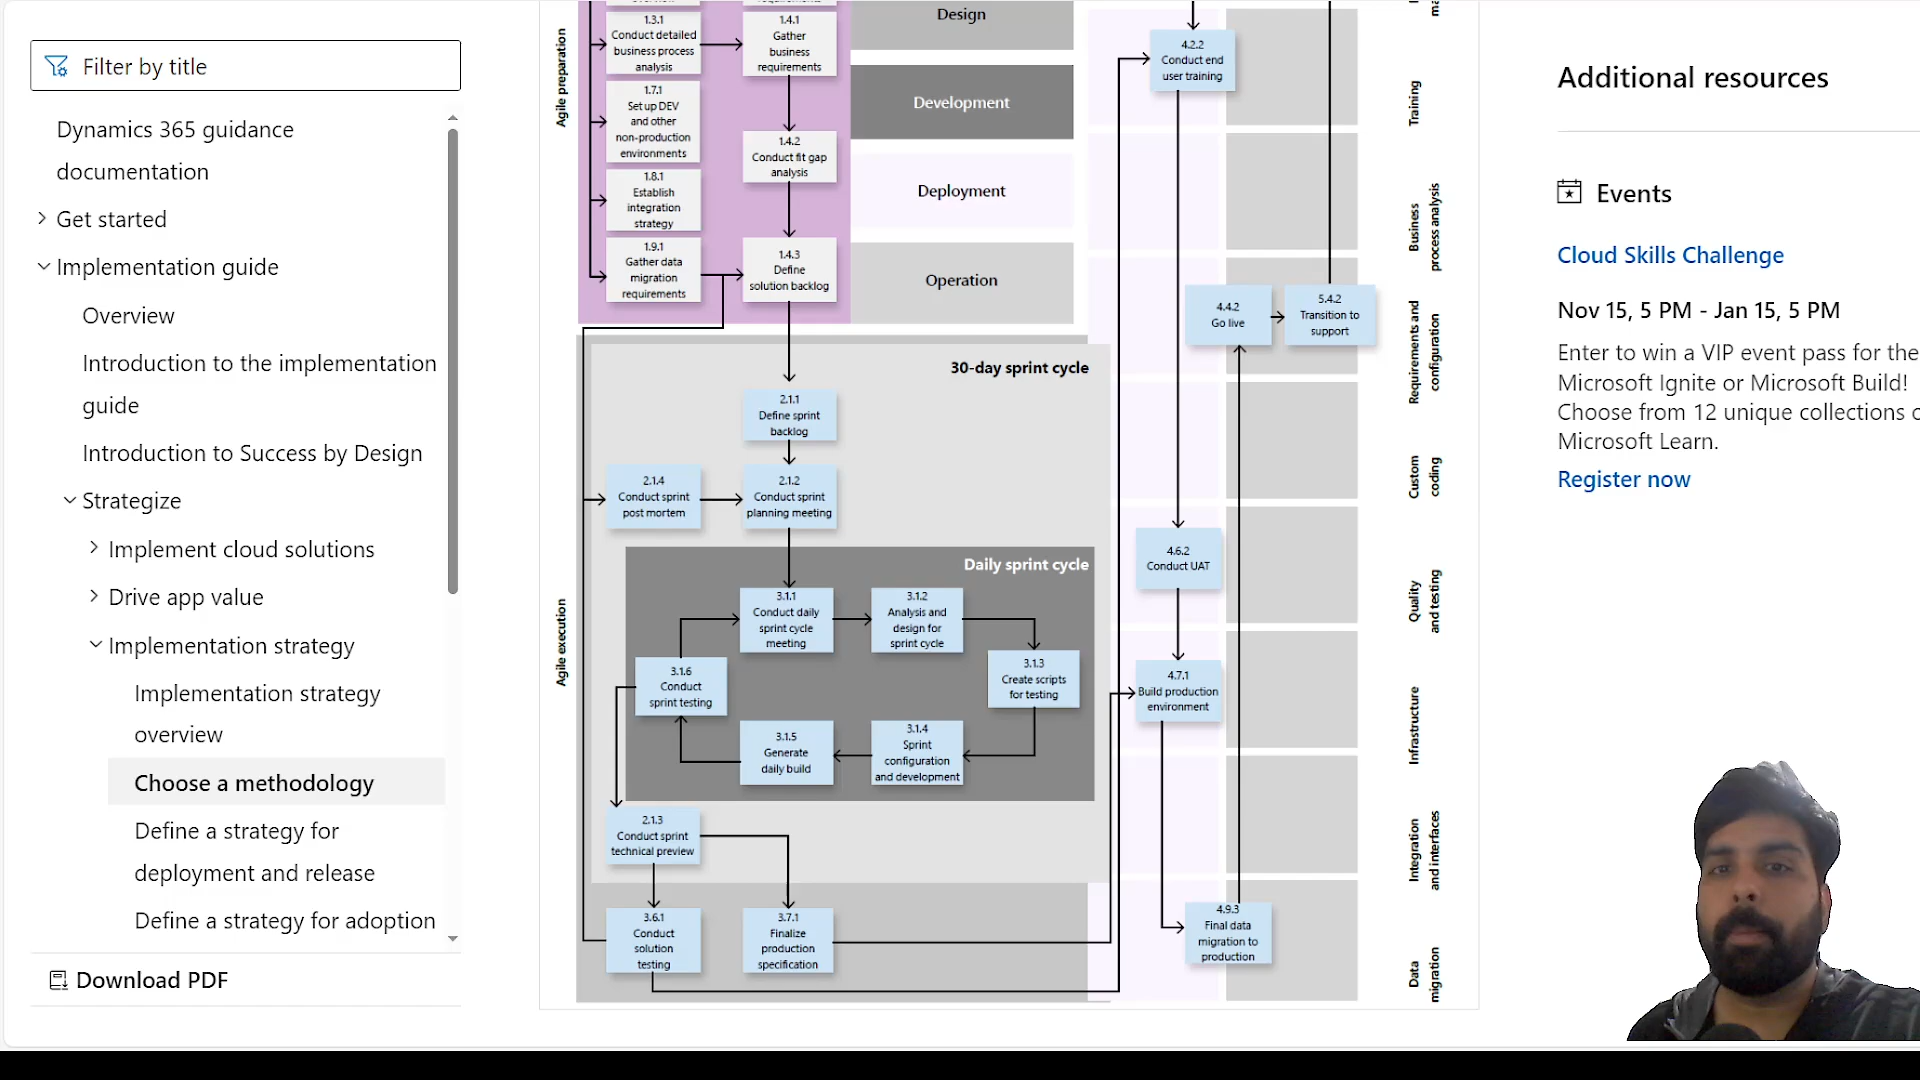 Filter by title
Dynamics 365 guidance
documentation
Get started
Implementation guide
Overview
Introduction to the implementation
guide
Introduction to Success by Design
Strategize
Implement cloud solutions
Drive app value
Implementation strategy
Implementation strategy
overview
Choose a methodology
Define a strategy for
deployment and release
Define a strategy for adoption
Download PDF
Agile preparation
1.3.1
Conduct detailed
business process
analysis
1.4.1
Gather
business
requirements
1.7.1
Set up DEV
and other
non-production
environments
1.4.2
Conduct fit gap
analysis
1.8.1
Establish
integration
strategy
1.9.1
Gather data
migration
requirements
1.4.3
Define
solution backlog
Design
Development
Deployment
Operation
Agile execution
30-day sprint cycle
2.1.1
Define sprint
backlog
2.1.4
Conduct sprint
post mortem
2.1.2
Conduct sprint
planning meeting
Daily sprint cycle
3.1.1
Conduct daily
sprint cycle
meeting
3.1.2
Analysis and
design for
sprint cycle
3.1.3
Create scripts
for testing
3.1.6
Conduct
sprint testing
3.1.5
Generate
daily build
3.1.4
Sprint
configuration
and development
2.1.3
Conduct sprint
technical preview
3.6.1
Conduct
solution
testing
3.7.1
Finalize
production
specification
4.2.2
Conduct end
user training
4.4.2
Go live
5.4.2
Transition to
support
4.6.2
Conduct UAT
4.7.1
Build production
environment
4.9.3
Final data
migration to
production
Training
Business
process analysis
Requirements and
configuration
Custom
coding
Quality
and testing
Infrastructure
Integration
and interfaces
Data
migration
Additional resources
Events
Cloud Skills Challenge
Nov 15, 5 PM - Jan 15, 5 PM
Enter to win a VIP event pass for the
Microsoft Ignite or Microsoft Build!
Choose from 12 unique collections
Microsoft Learn.
Register now